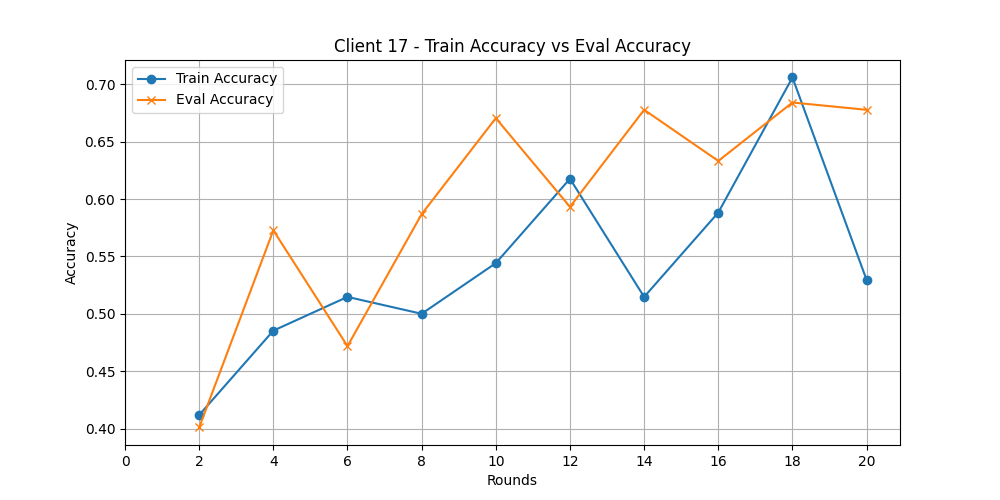 Client 17 - Train Accuracy vs Eval Accuracy
Train Accuracy
Eval Accuracy
0.70
0.65
0.60
0.55
0.50
0.45
0.40
Accuracy
0 2 4 6 8 10 12 14 16 18 20
Rounds